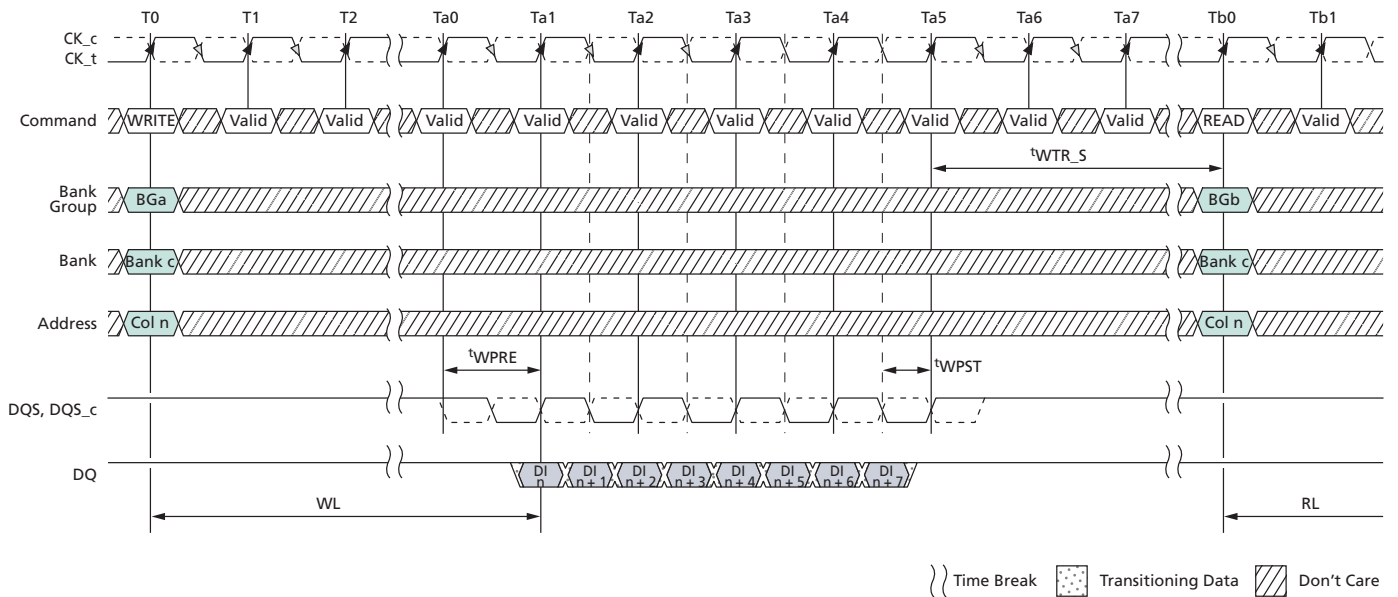 T0 T1 T2 Ta0 Ta1 Ta2 Ta3 Ta4 Ta5 Ta6 Ta7 Tb0 Tb1
CK_c
CK_t
Command WRITE Valid Valid Valid Valid Valid Valid Valid Valid Valid Valid READ Valid
tWTR_S
Bank Group BGa BGb
Bank Bank c Bank c
Address Col n Col n
tWPRE tWPST
DQS, DQS_c
DQ DI n DI n + 1 DI n + 2 DI n + 3 DI n + 4 DI n + 5 DI n + 6 DI n + 7
WL RL
Time Break Transitioning Data Don't Care